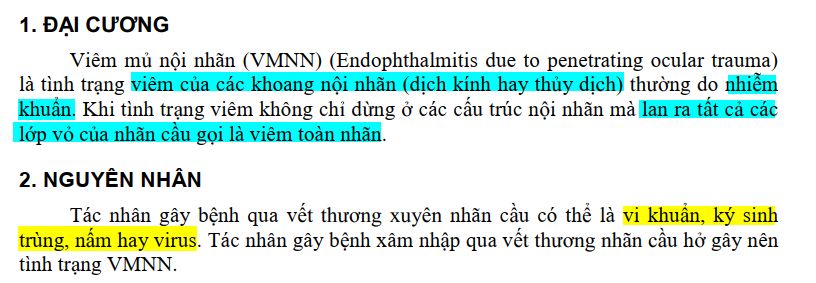 1. ĐẠI CƯƠNG
Viêm mủ nội nhãn (VMNN) (Endophthalmitis due to penetrating ocular trauma)
là tình trạng viêm của các khoang nội nhãn (dịch kính hay thủy dịch) thường do nhiễm
khuẩn. Khi tình trạng viêm không chỉ dừng ở các cấu trúc nội nhãn mà lan ra tất cả các
lớp vỏ của nhãn cầu gọi là viêm toàn nhãn.
2. NGUYÊN NHÂN
Tác nhân gây bệnh qua vết thương xuyên nhãn cầu có thể là vi khuẩn, ký sinh
trùng, nấm hay virus. Tác nhân gây bệnh xâm nhập qua vết thương nhãn cầu hở gây nên
tình trạng VMNN.